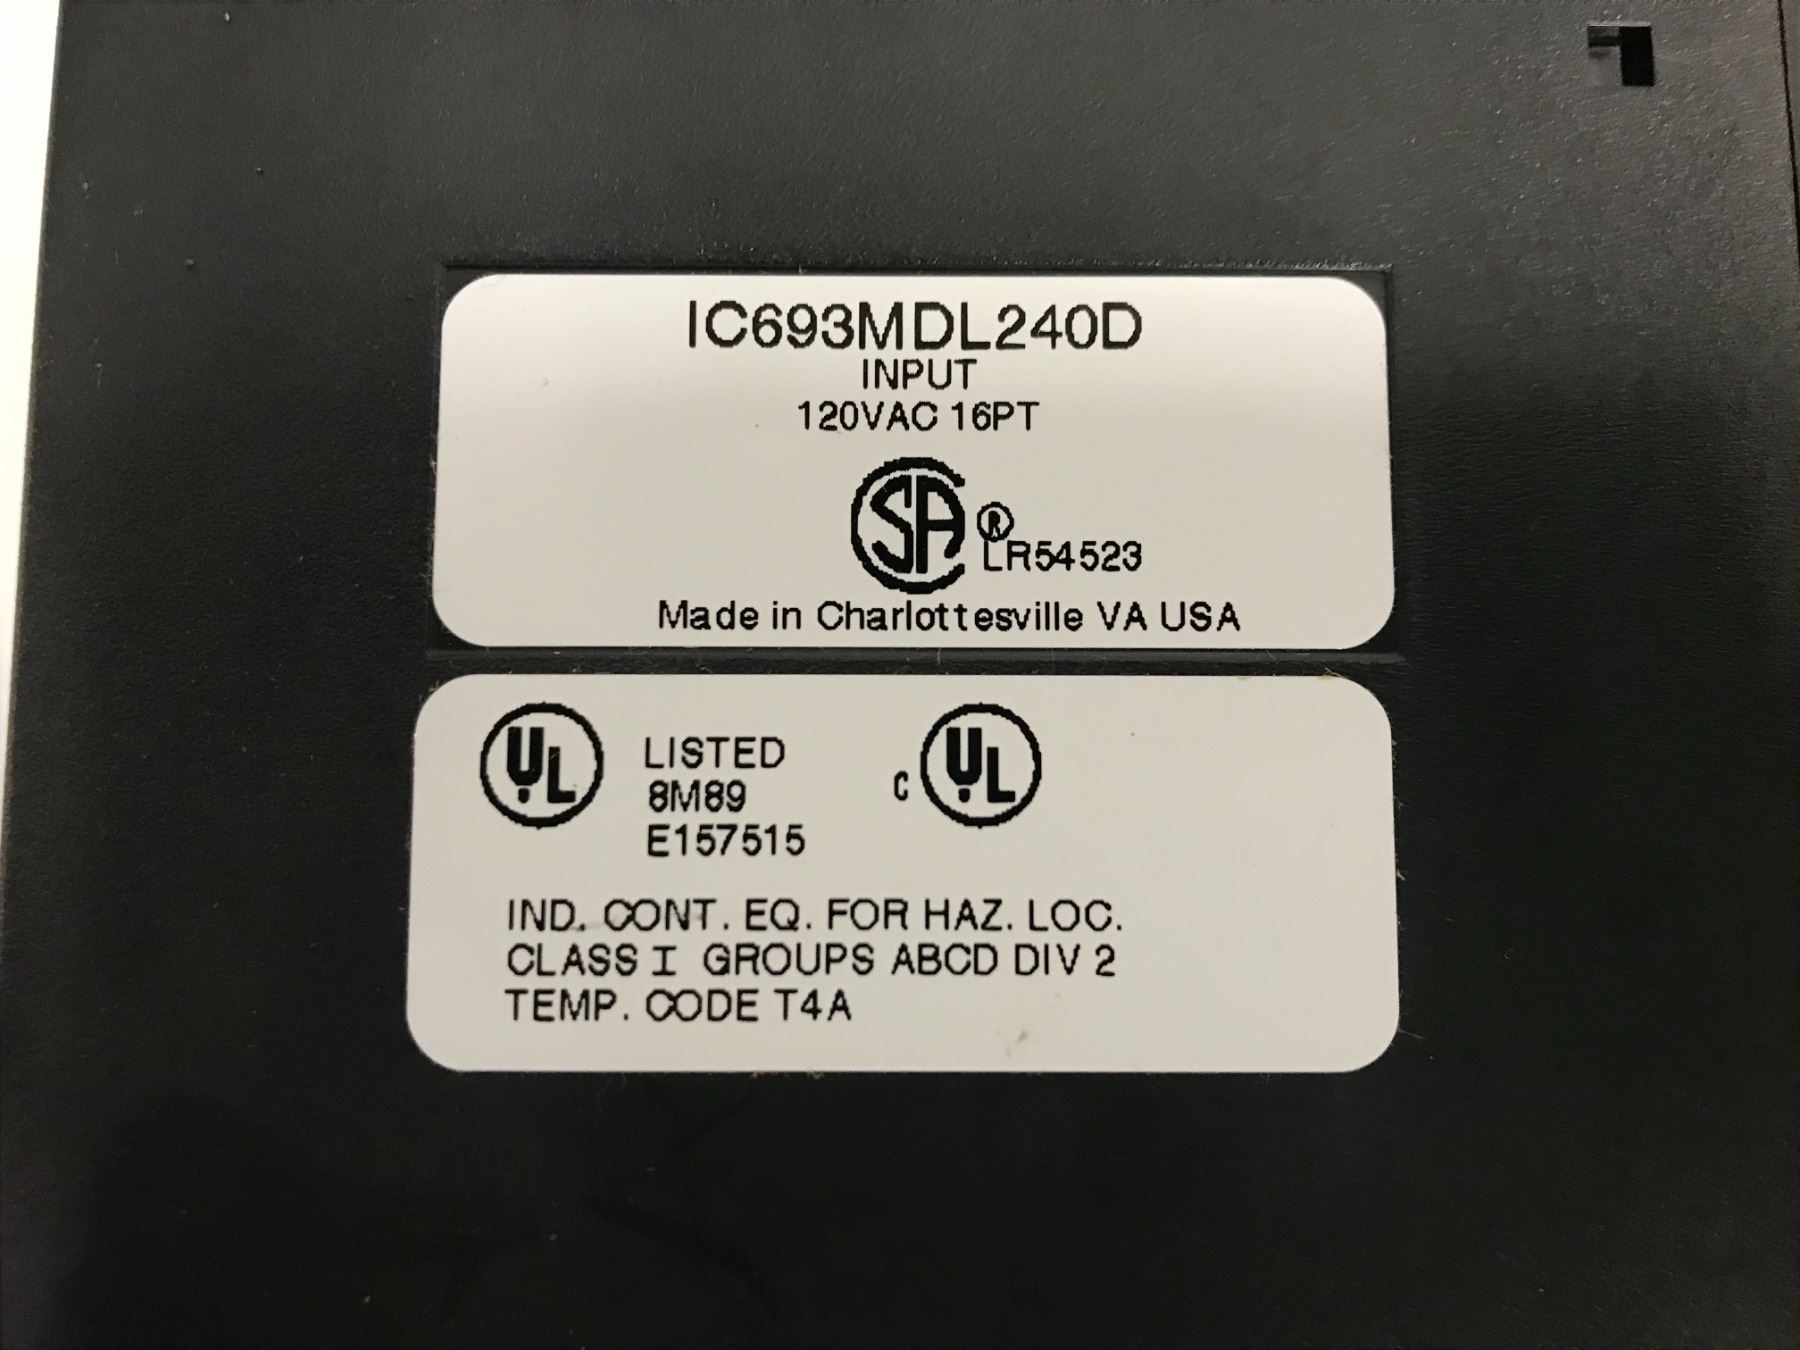 IC693MDL240D
INPUT
120VAC 16PT
SA ®
LR54523
Made in Charlottesville VA USA
UL LISTED C UL
8M89
E157515
IND. CONT. EQ. FOR HAZ. LOC.
CLASS I GROUPS ABCD DIV 2
TEMP. CODE T4A